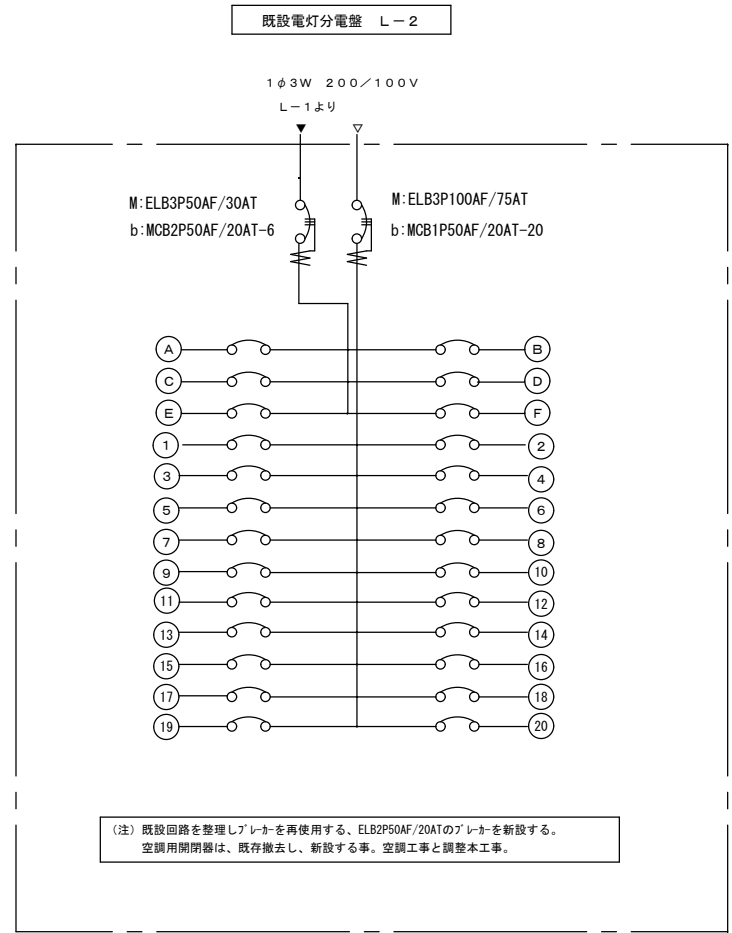 既設電灯分電盤　Ｌ－２
１φ３Ｗ　２００／１００Ｖ
Ｌ－１より
M:ELB3P50AF/30AT
b:MCB2P50AF/20AT-6
M:ELB3P100AF/75AT
b:MCB1P50AF/20AT-20
A B
C D
E F
1 2
3 4
5 6
7 8
9 10
11 12
13 14
15 16
17 18
19 20
（注）既設回路を整理しﾌﾞﾚｰｶｰを再使用する、ELB2P50AF/20ATのﾌﾞﾚｰｶｰを新設する。
空調用開閉器は、既存撤去し、新設する事。空調工事と調整本工事。